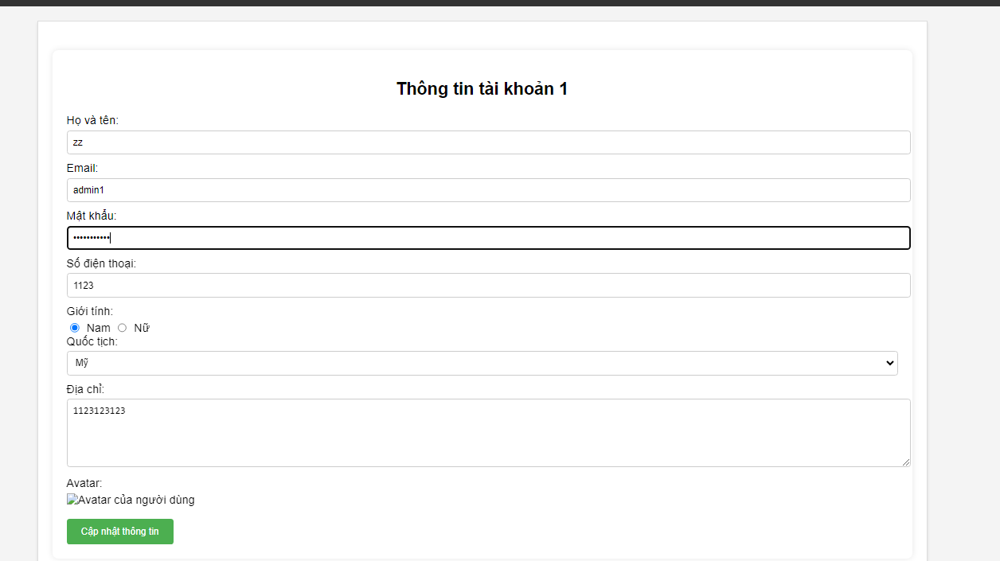 Thông tin tài khoản 1
Họ và tên:
zz
Email:
admin1
Mật khẩu:
•••••••••••
Số điện thoại:
1123
Giới tính:
Nam Nữ
Quốc tịch:
Mỹ
Địa chỉ:
1123123123
Avatar:
Avatar của người dùng
Cập nhật thông tin